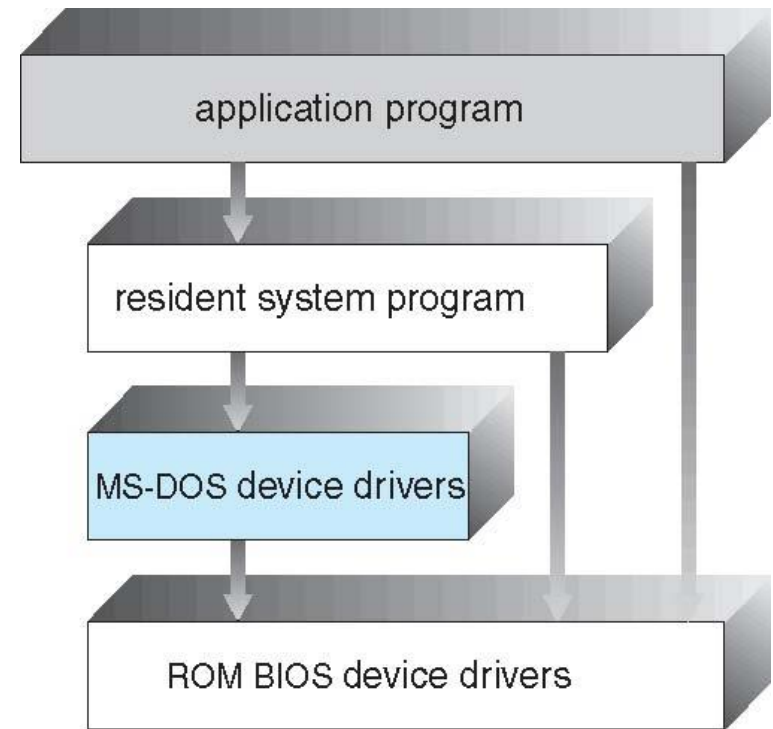 application program
resident system program
MS-DOS device drivers
ROM BIOS device drivers